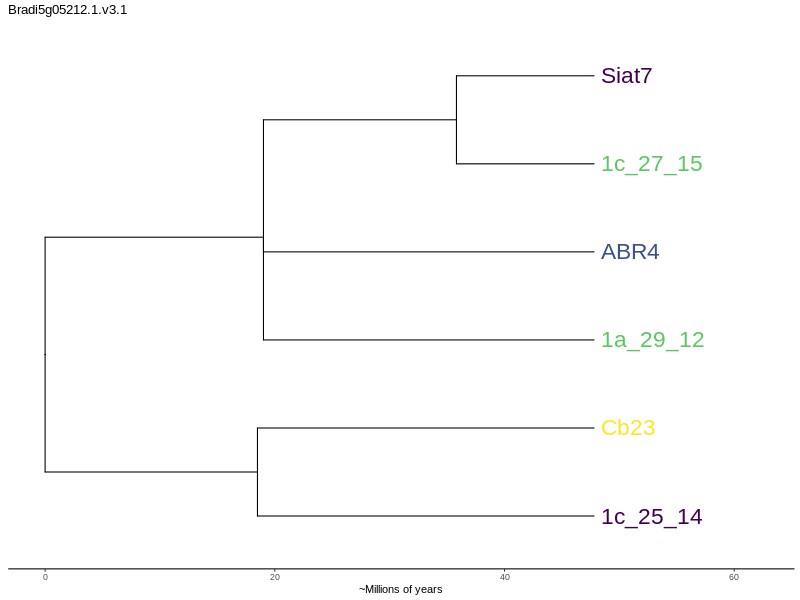 Bradi5g05212.1.v3.1
Siat7
1c_27_15
ABR4
1a_29_12
Cb23
1c_25_14
0 20 40 60
~Millions of years